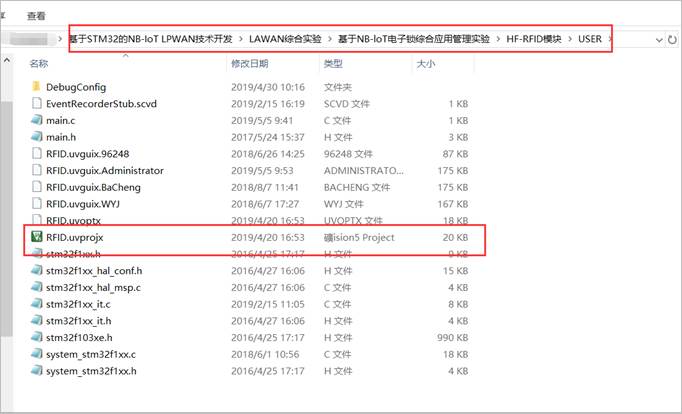 查看
基于STM32的NB-IoT LPWAN技术开发 > LAWAN综合实验 > 基于NB-IoT电子锁综合应用管理实验 > HF-RFID模块 > USER
名称 修改日期 类型 大小
DebugConfig 2019/4/30 10:16 文件夹
EventRecorderStub.scvd 2019/2/15 16:19 SCVD 文件 1 KB
main.c 2019/5/5 9:41 C 文件 1 KB
main.h 2017/5/24 15:37 H 文件 3 KB
RFID.uvguix.96248 2018/6/26 14:25 96248 文件 87 KB
RFID.uvguix.Administrator 2019/5/5 9:53 ADMINISTRATO... 175 KB
RFID.uvguix.BaCheng 2018/8/7 11:41 BACHENG 文件 175 KB
RFID.uvguix.WYJ 2018/6/7 17:27 WYJ 文件 167 KB
RFID.uvoptx 2019/4/20 16:53 UVOPTX 文件 18 KB
RFID.uvprojx 2019/4/20 16:53 礦ision5 Project 20 KB
stm32f1xx.h 2016/4/25 17:17 H 文件 9 KB
stm32f1xx_hal_conf.h 2016/4/27 16:06 H 文件 15 KB
stm32f1xx_hal_msp.c 2016/4/27 16:06 C 文件 4 KB
stm32f1xx_it.c 2019/2/15 11:05 C 文件 8 KB
stm32f1xx_it.h 2016/4/27 16:06 H 文件 4 KB
stm32f103xe.h 2016/4/25 17:17 H 文件 990 KB
system_stm32f1xx.c 2018/6/1 10:56 C 文件 18 KB
system_stm32f1xx.h 2016/4/25 17:17 H 文件 4 KB